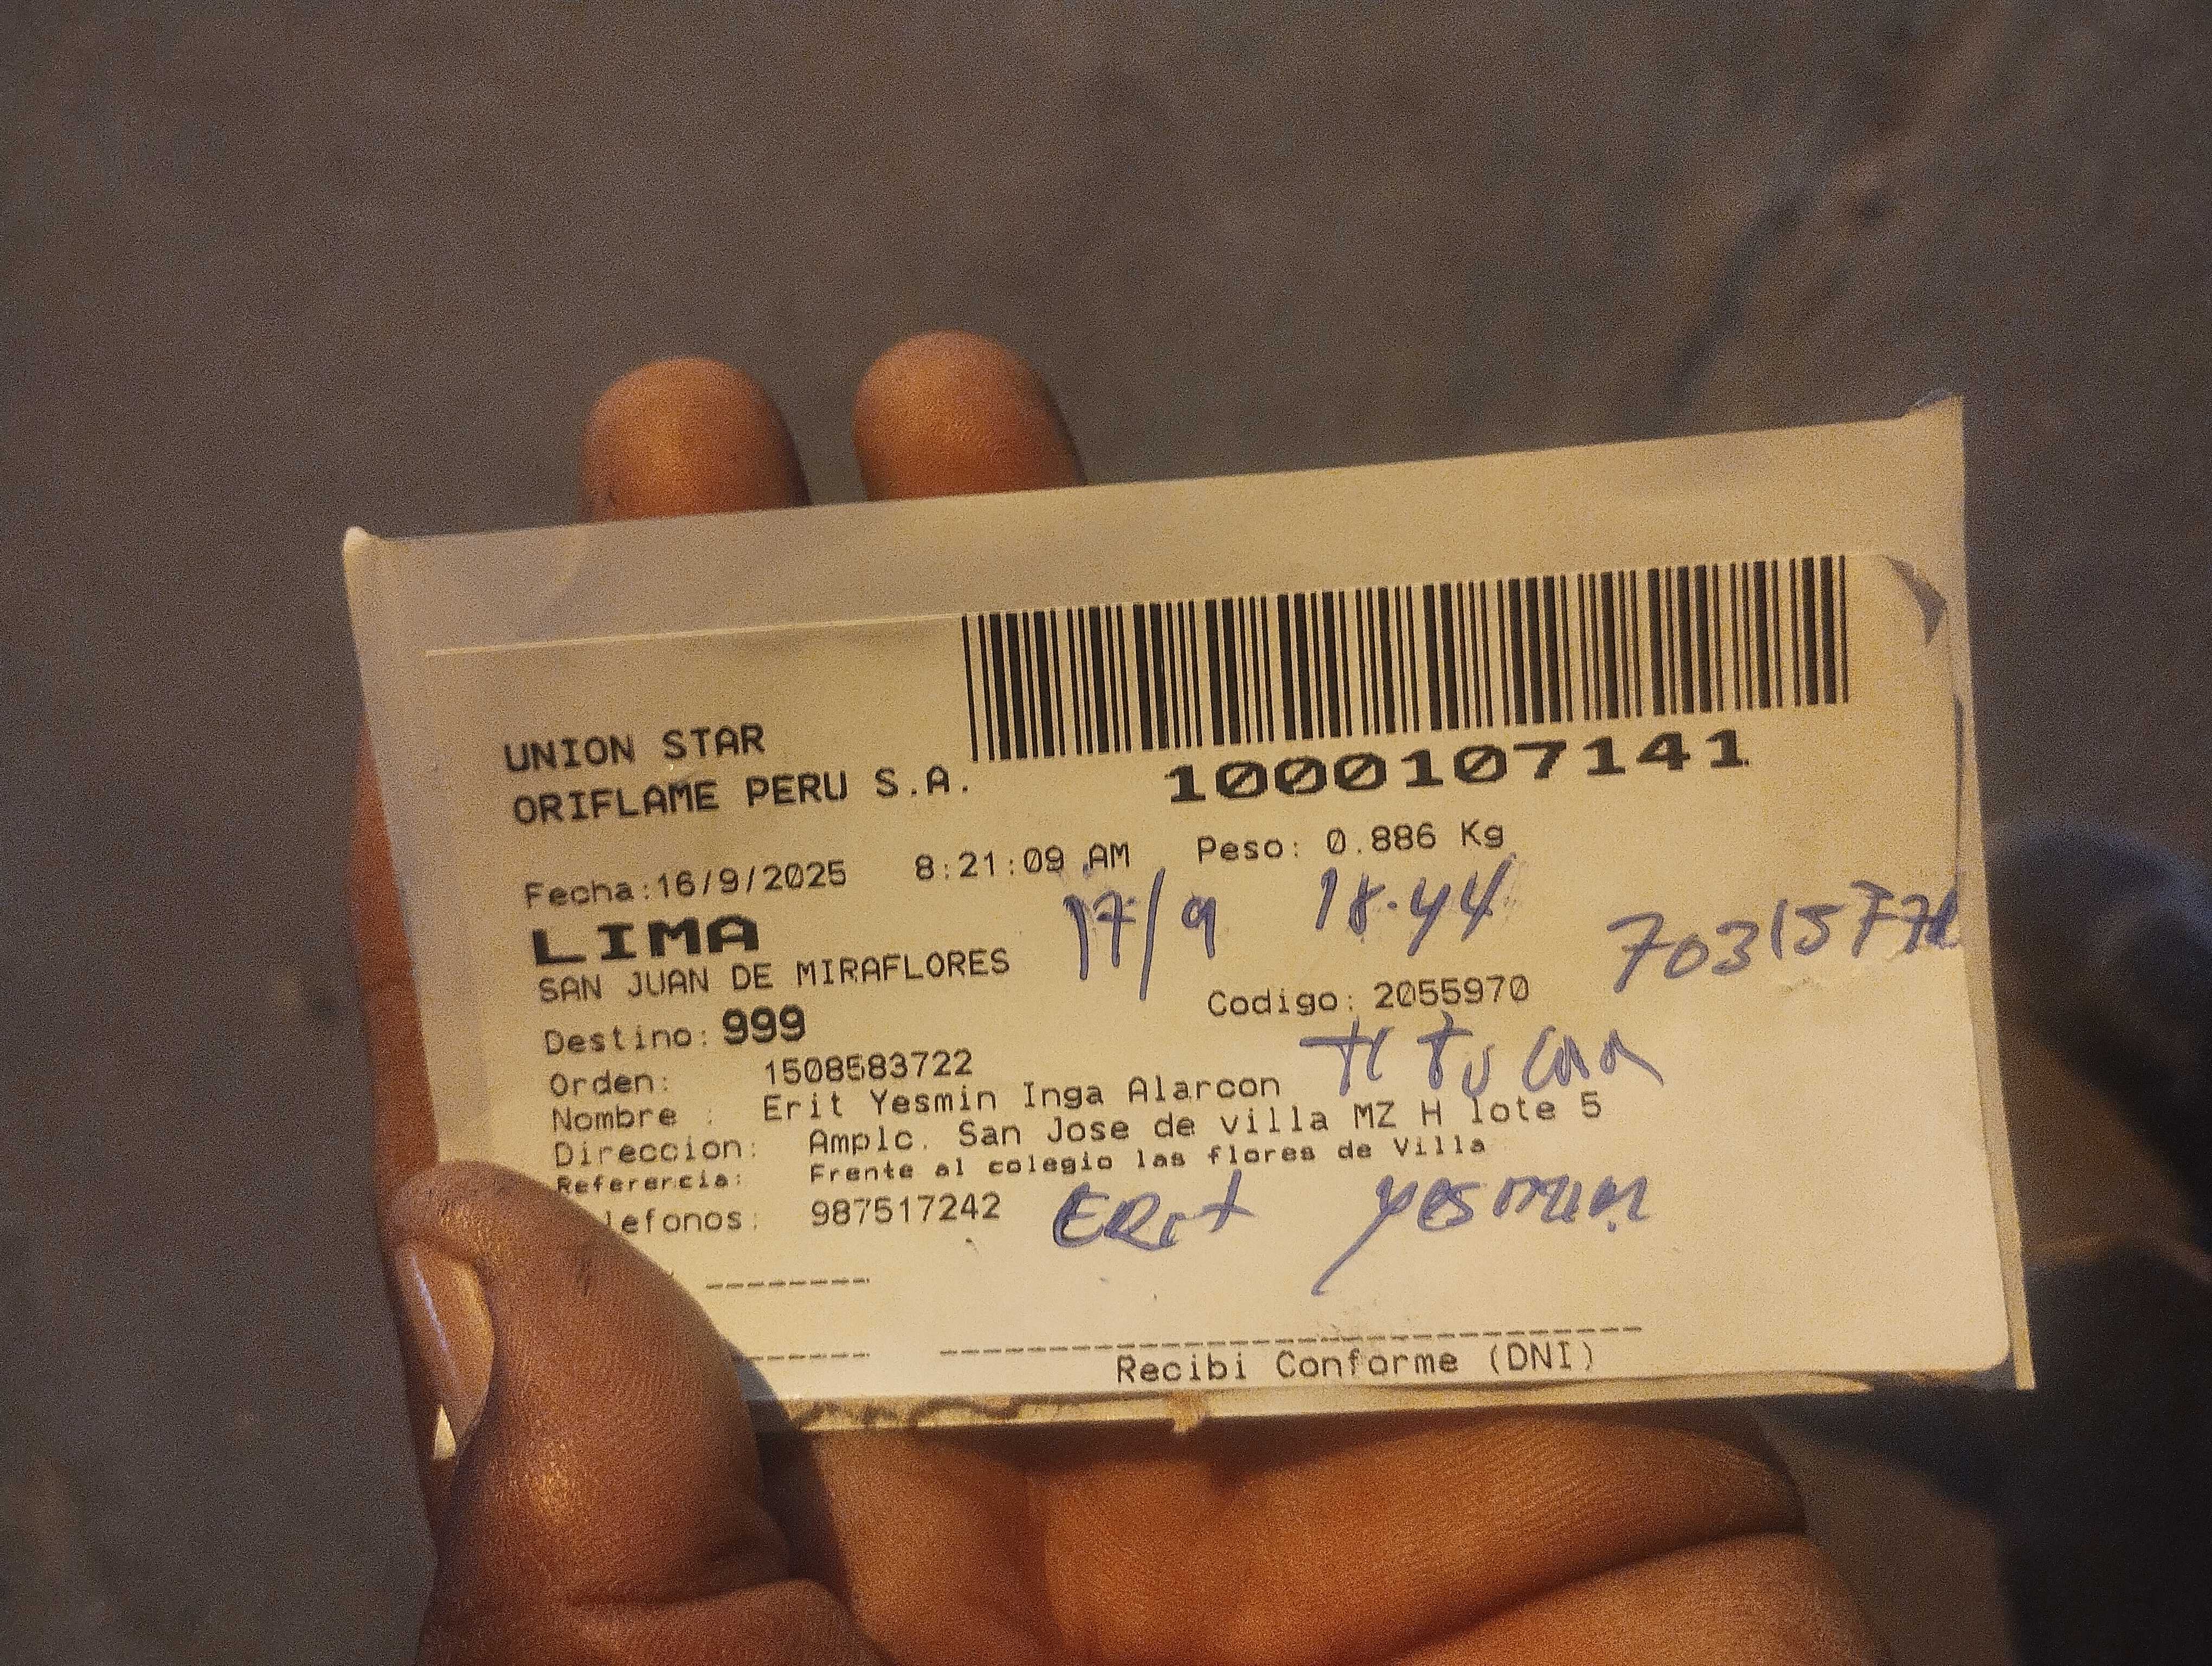 UNION STAR
ORIFLAME PERU S.A.
1000107141
Fecha:16/9/2025 8:21:09 AM Peso: 0.886 Kg
17/9 18.44
LIMA
SAN JUAN DE MIRAFLORES
Destino: 999 Codigo: 2055970
Orden: 1508583722
Nombre : Erit Yesmin Inga Alarcon
Direccion: Amplc. San Jose de villa MZ H lote 5
Referencia: Frente al colegio las flores de Villa
lefonos: 987517242
ERit yesmin
Recibi Conforme (DNI)